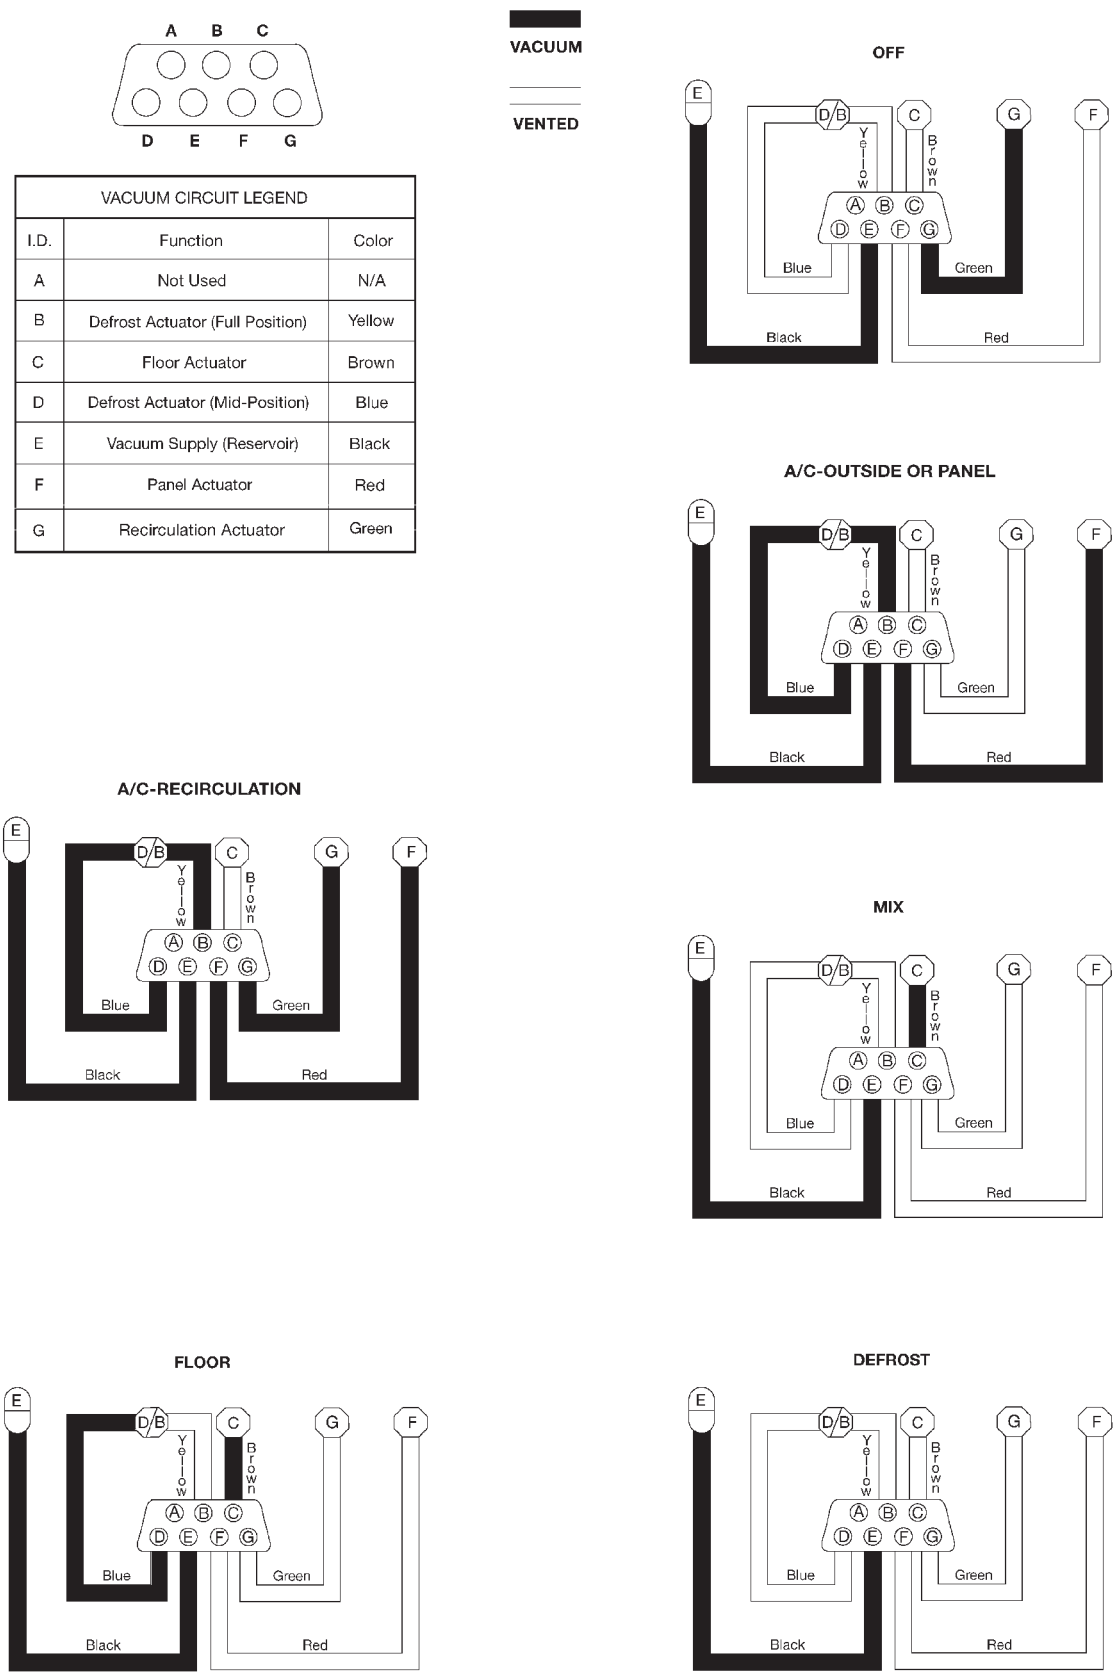 A B C
D E F G
VACUUM
VENTED
VACUUM CIRCUIT LEGEND
I.D. Function Color
A Not Used N/A
B Defrost Actuator (Full Position) Yellow
C Floor Actuator Brown
D Defrost Actuator (Mid-Position) Blue
E Vacuum Supply (Reservoir) Black
F Panel Actuator Red
G Recirculation Actuator Green
OFF
E D/B C G F
Yellow
Brown
A B C
D E F G
Blue
Green
Black
Red
A/C-OUTSIDE OR PANEL
E D/B C G F
Yellow
Brown
A B C
D E F G
Blue
Green
Black
Red
A/C-RECIRCULATION
E D/B C G F
Yellow
Brown
A B C
D E F G
Blue
Green
Black
Red
MIX
E D/B C G F
Yellow
Brown
A B C
D E F G
Blue
Green
Black
Red
FLOOR
E D/B C G F
Yellow
Brown
A B C
D E F G
Blue
Green
Black
Red
DEFROST
E D/B C G F
Yellow
Brown
A B C
D E F G
Blue
Green
Black
Red